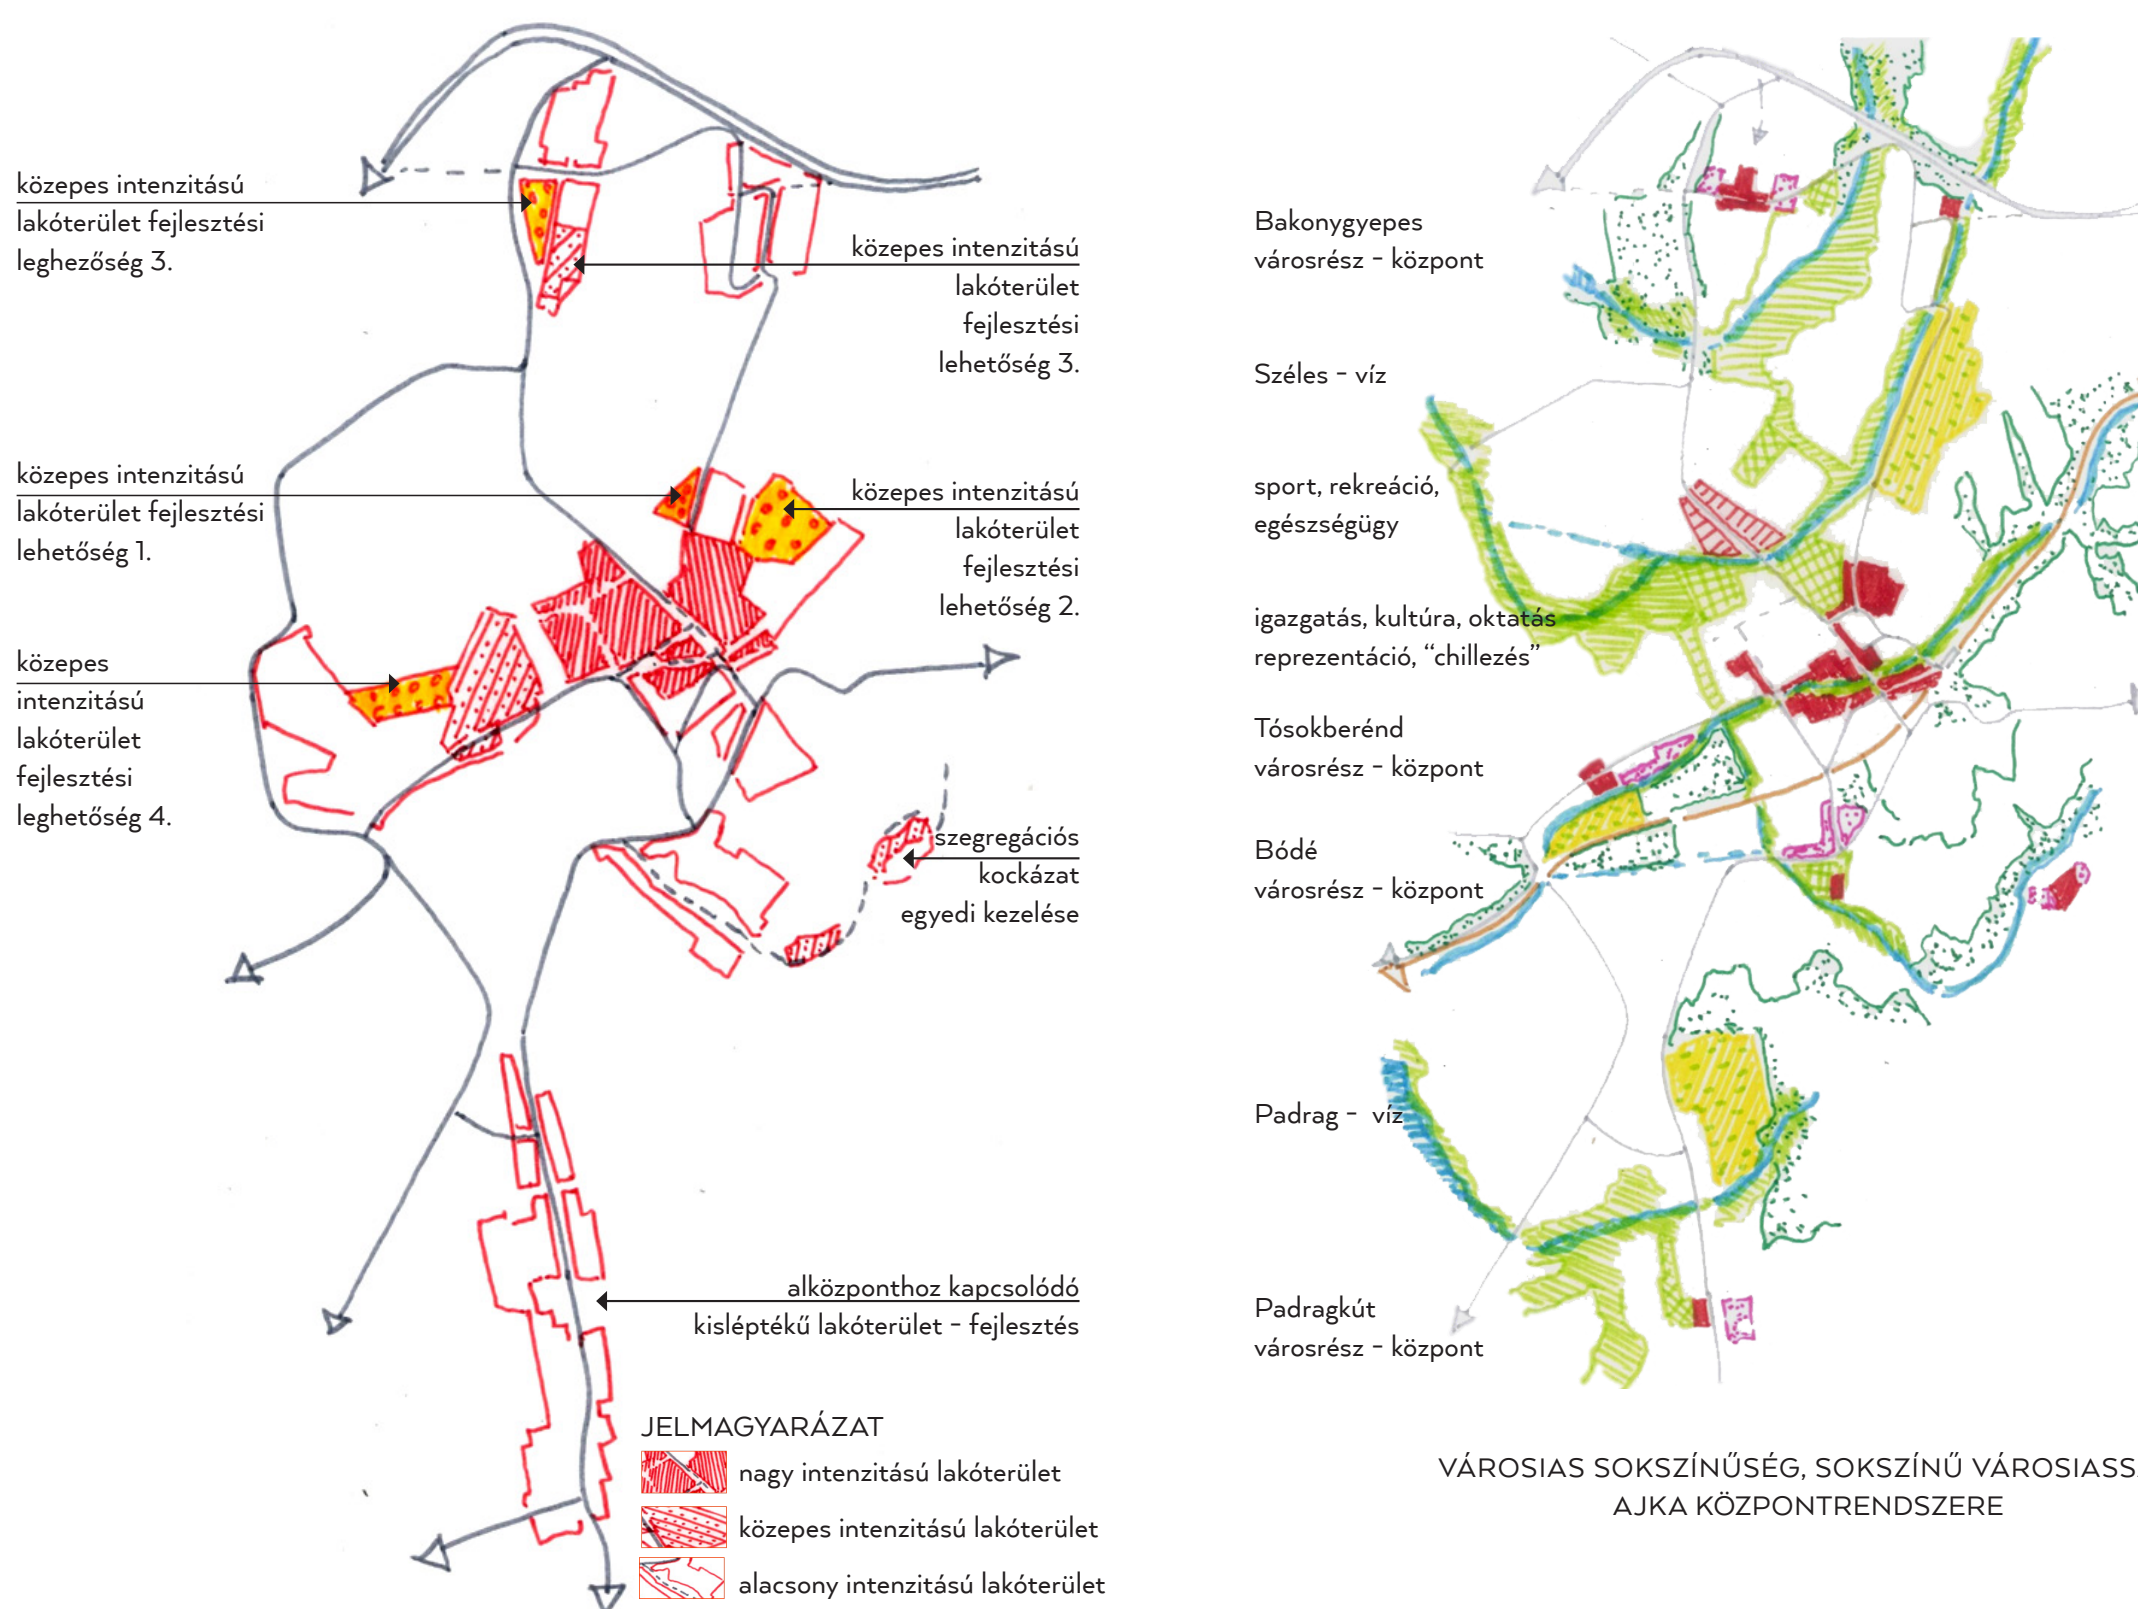 közepes intenzitású
lakóterület fejlesztési
leghezőség 3.
közepes intenzitású
lakóterület
fejlesztési
lehetőség 3.
közepes intenzitású
lakóterület fejlesztési
lehetőség 1.
közepes intenzitású
lakóterület
fejlesztési
lehetőség 2.
közepes
intenzitású
lakóterület
fejlesztési
leghetőség 4.
szegregációs
kockázat
egyedi kezelése
alközponthoz kapcsolódó
kisléptékű lakóterület - fejlesztés
JELMAGYARÁZAT
nagy intenzitású lakóterület
közepes intenzitású lakóterület
alacsony intenzitású lakóterület
Bakonygyepes
városrész - központ
Széles - víz
sport, rekreáció,
egészségügy
igazgatás, kultúra, oktatás
reprezentáció, “chillezés”
Tósokberénd
városrész - központ
Bódé
városrész - központ
Padrag - víz
Padragkút
városrész - központ
VÁROSIAS SOKSZÍNŰSÉG, SOKSZÍNŰ VÁROSIASS
AJKA KÖZPONTRENDSZERE